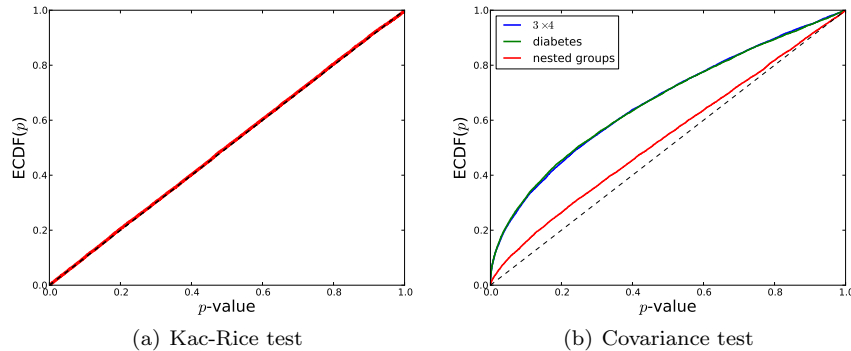 1.0
0.8
0.6
0.4
0.2
0.0
ECDF(p)
0.0 0.2 0.4 0.6 0.8 1.0
p-value
(a) Kac-Rice test
3 ×4
diabetes
nested groups
1.0
0.8
0.6
0.4
0.2
0.0
ECDF(p)
0.0 0.2 0.4 0.6 0.8 1.0
p-value
(b) Covariance test